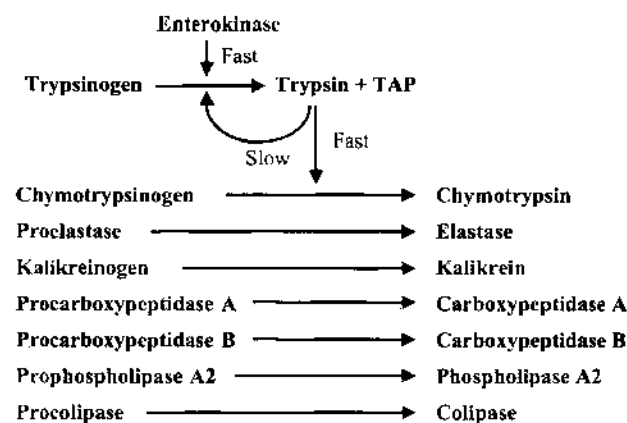 Enterokinase
Fast
Trypsinogen Trypsin + TAP
Slow Fast
Chymotrypsinogen Chymotrypsin
Proclastase Elastase
Kalikreinogen Kalikrein
Procarboxypeptidase A Carboxypeptidase A
Procarboxypeptidase B Carboxypeptidase B
Prophospholipase A2 Phospholipase A2
Procolipase Colipase